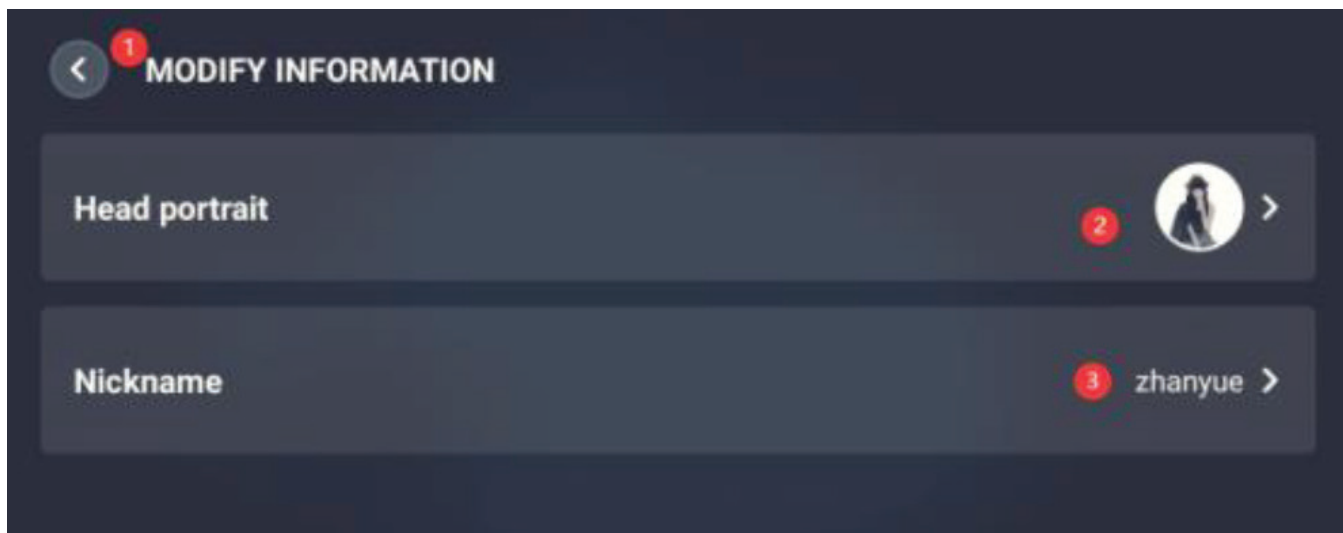 1
MODIFY INFORMATION
Head portrait
2
Nickname
3 zhanyue